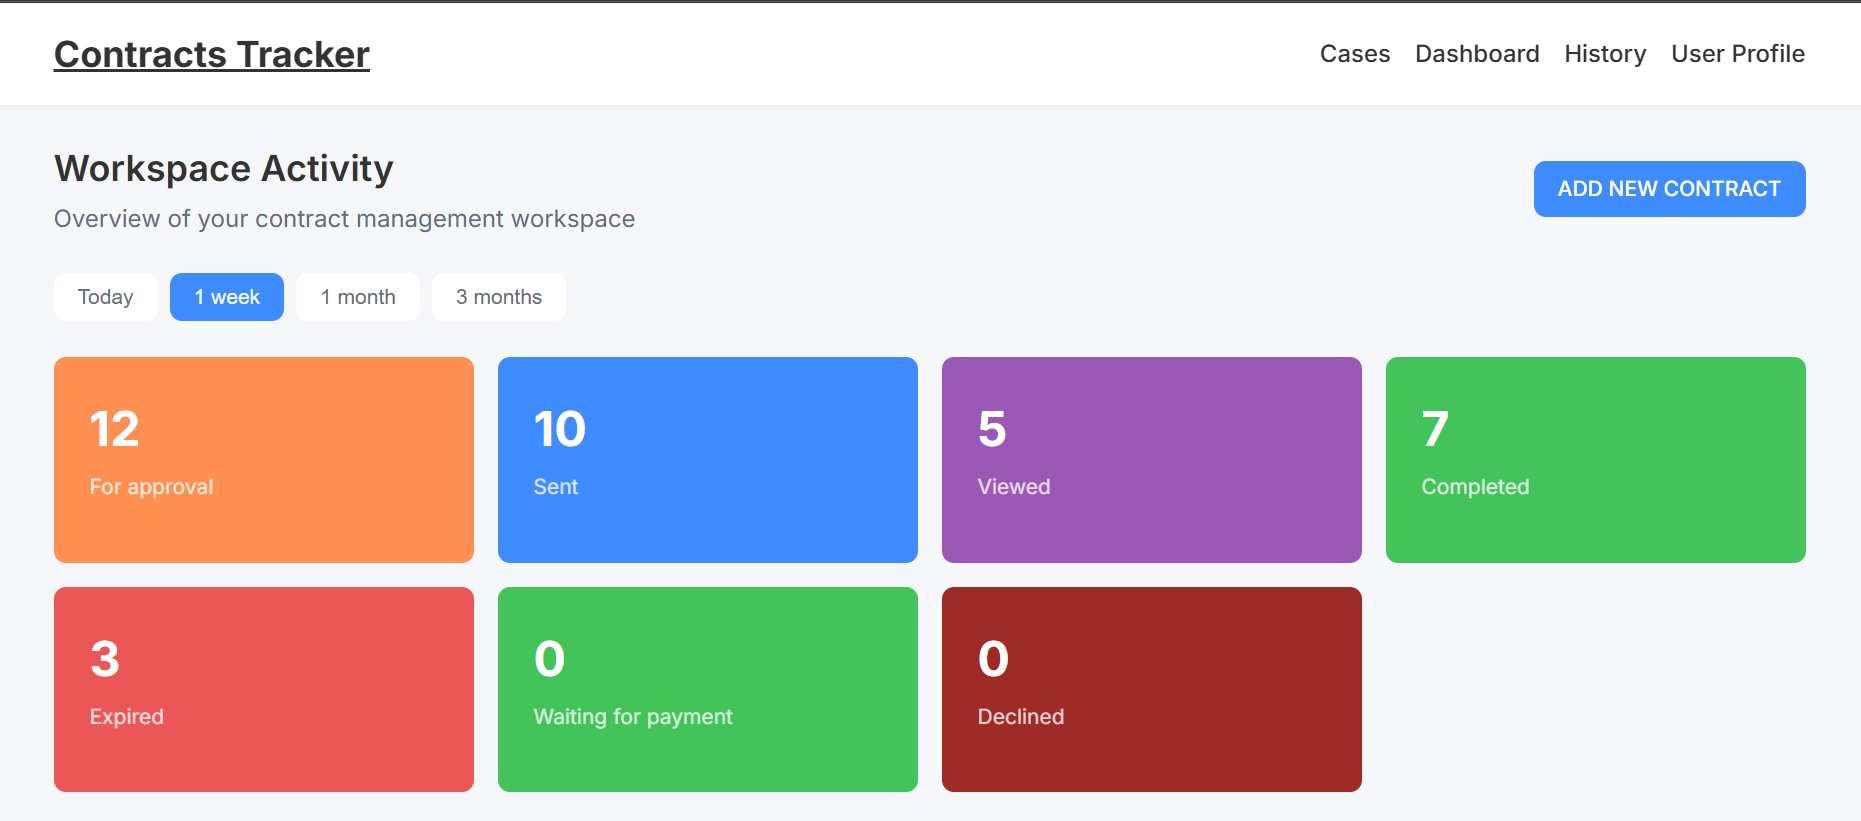 Contracts Tracker
Cases Dashboard History User Profile
Workspace Activity
Overview of your contract management workspace
ADD NEW CONTRACT
Today 1 week 1 month 3 months
12
For approval
10
Sent
5
Viewed
7
Completed
3
Expired
0
Waiting for payment
0
Declined